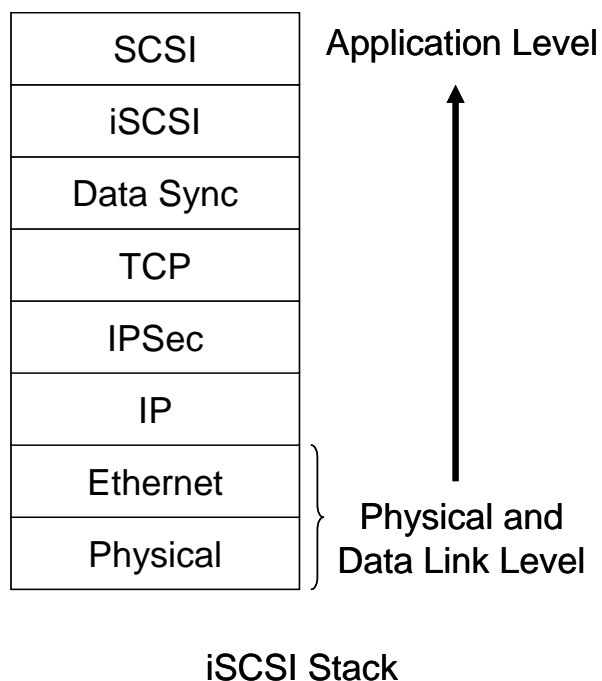 SCSI
Application Level
iSCSI
Data Sync
TCP
IPSec
IP
Ethernet
Physical
Physical and
Data Link Level
iSCSI Stack